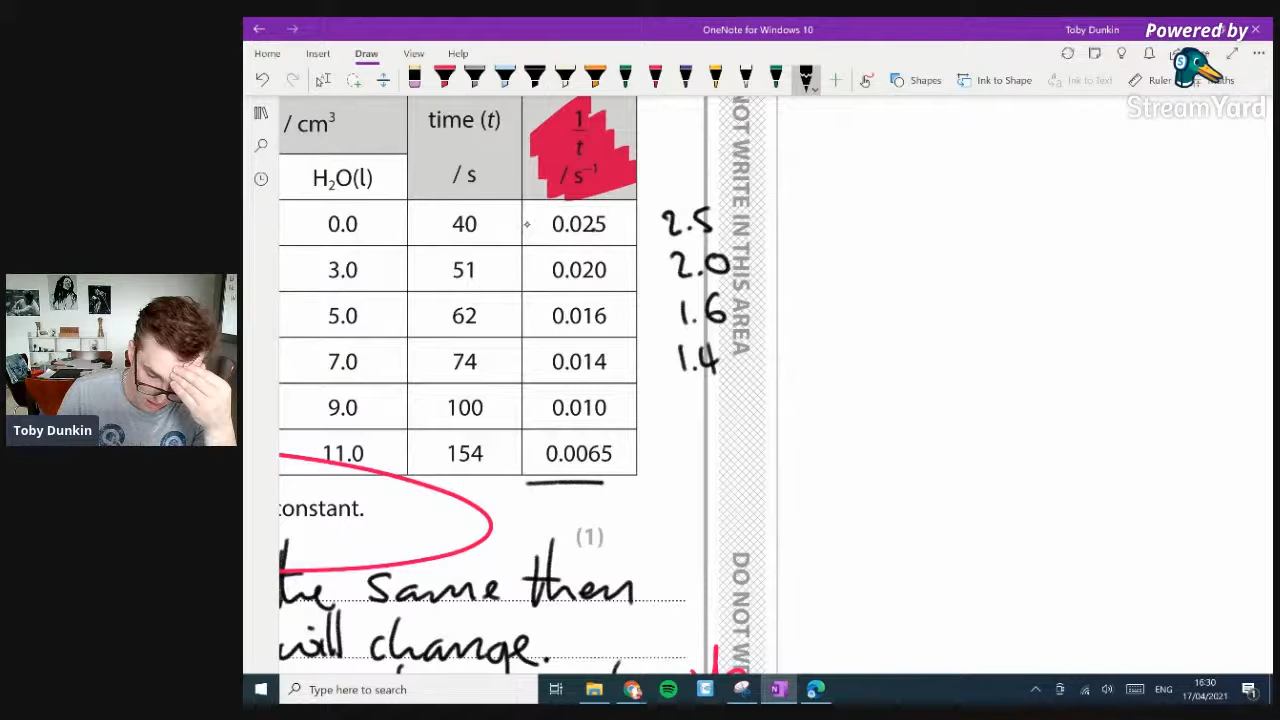 OneNote for Windows 10
Toby Dunkin
Powered by
StreamYard
Home Insert Draw View Help
Shapes Ink to Shape Ink to Text Ruler Maths
/ cm³ time (t) 1/t
/ s / s⁻¹
H₂O(l)
0.0 40 0.025 2.5
3.0 51 0.020 2.0
5.0 62 0.016 1.6
7.0 74 0.014 1.4
9.0 100 0.010
11.0 154 0.0065
constant.
(1)
the same then
will change.
NOT WRITE IN THIS AREA
DO NOT WR
Toby Dunkin
Type here to search
ENG
16:30
17/04/2021